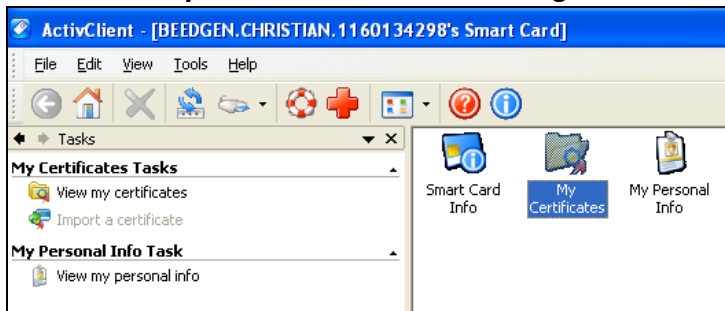 ActivClient - [BEEDGEN.CHRISTIAN.1160134298's Smart Card]
File Edit View Tools Help
Tasks
My Certificates Tasks
View my certificates
Import a certificate
My Personal Info Task
View my personal info
Smart Card
Info
My
Certificates
My Personal
Info